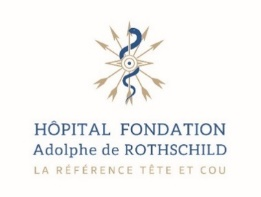 HÔPITAL FONDATION
Adolphe de ROTHSCHILD
LA RÉFÉRENCE TÊTE ET COU